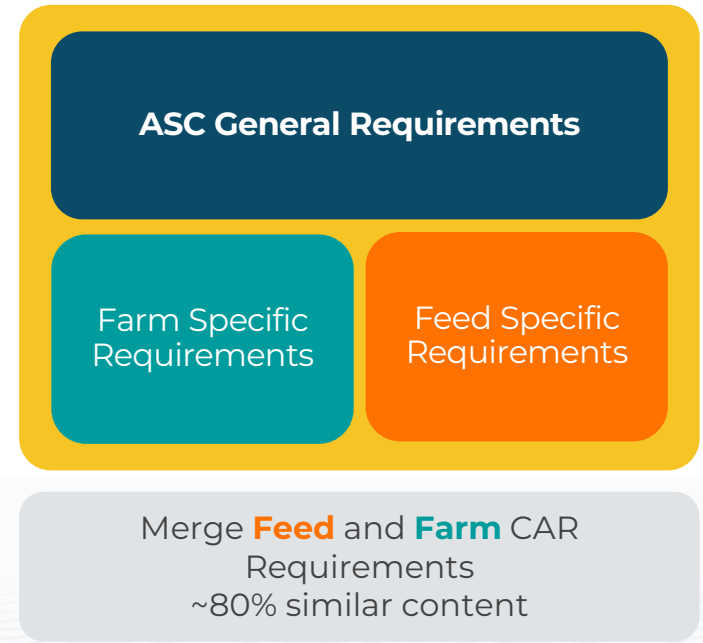 ASC General Requirements
Farm Specific
Requirements
Feed Specific
Requirements
Merge Feed and Farm CAR
Requirements
~80% similar content